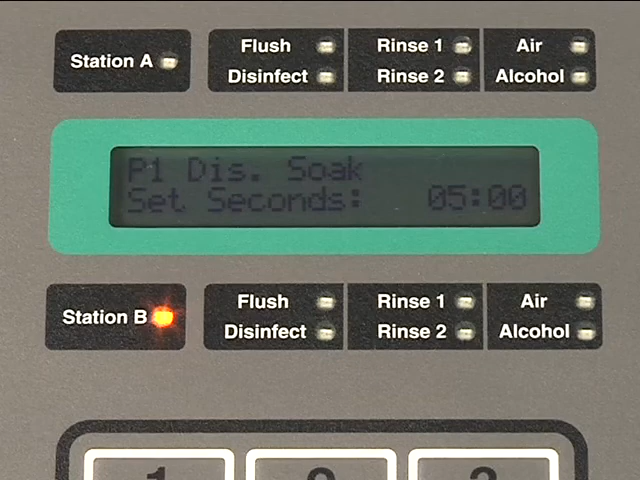 Station A
Flush
Disinfect
Rinse 1
Rinse 2
Air
Alcohol
P1 Dis. Soak
Set Seconds: 05:00
Station B
Flush
Disinfect
Rinse 1
Rinse 2
Air
Alcohol
1 2 3